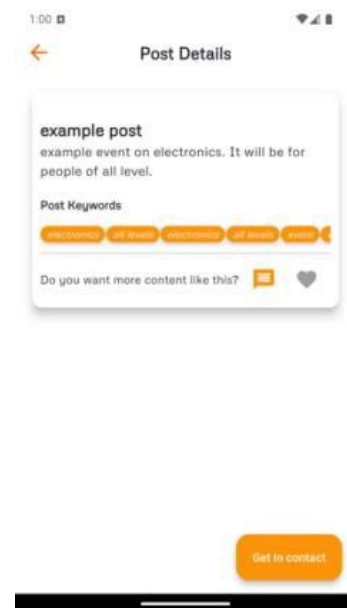 1:00
Post Details
example post
example event on electronics. It will be for
people of all level.
Post Keywords
electronics all levels electronics all levels event
Do you want more content like this?
Get in contact